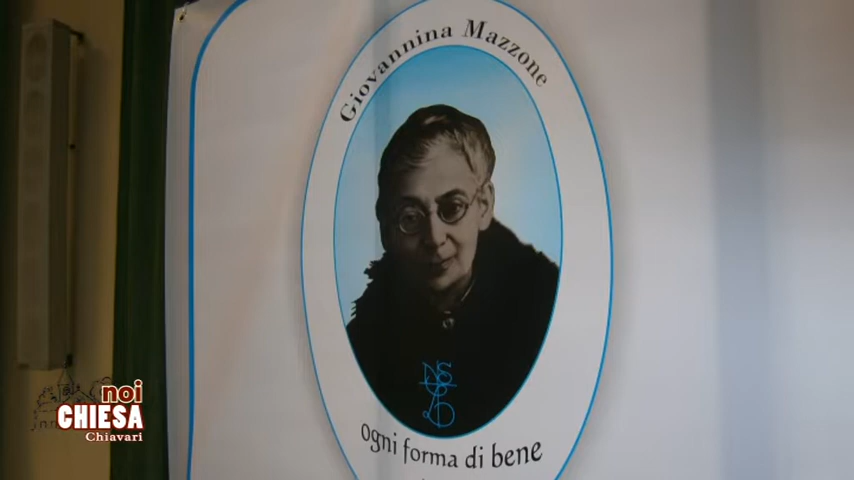 Giovannina Mazzone
ogni forma di bene
noi
CHIESA
Chiavari